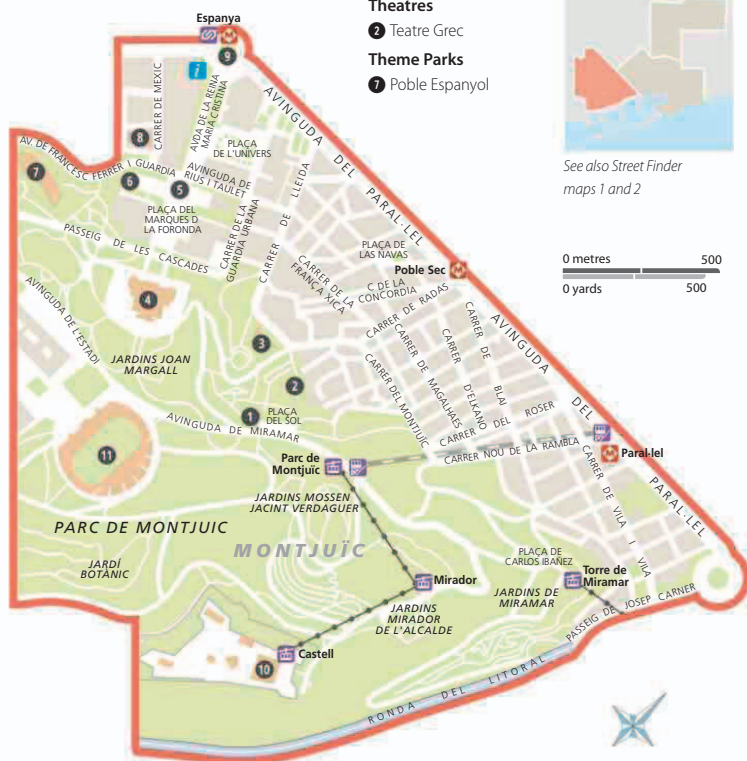 Theatres
2 Teatre Grec
Theme Parks
7 Poble Espanyol
See also Street Finder
maps 1 and 2
0 metres 500
0 yards 500
Espanya
M
9
i
CARRER DE MEXIC
AVDA DE LA REINA
MARIA CRISTINA
8
PLAÇA
DE L'UNIVERS
AVINGUDA DEL PARAL·LEL
AV. DE FRANCESC FERRER I GUARDIA
AVINGUDA DE
RIUS I TAULET
7
6
5
PLAÇA DEL
MARQUES D
LA FORONDA
CARRER DE LA
GUARDIA URBANA
CARRER DE LLEIDA
PASSEIG DE LES CASCADES
PLAÇA DE
LAS NAVAS
Poble Sec
M
CARRER DE LA
FRANÇA XICA
C DE LA
CONCORDIA
CARRER DE RADAS
AVINGUDA DE L'ESTADI
4
3
JARDINS JOAN
MARGALL
CARRER DEL MONTUIC
CARRER DE MAGALHAES
CARRER D'ELKANO
CARRER DE BLAI
AVINGUDA DEL PARAL·LEL
2
PLAÇA
DEL SOL
1
AVINGUDA DE MIRAMAR
CARRER DEL ROSER
CARRER NOU DE LA RAMBLA
M
Paral·lel
11
Parc de
Montjuïc
JARDINS MOSSEN
JACINT VERDAGUER
CARRER DE VILA I VILA
PARC DE MONTJUIC
MONTJUÏC
JARDÍ
BOTÀNIC
PLAÇA DE
CARLOS IBAÑEZ
Mirador
Torre de
Miramar
JARDINS DE
MIRAMAR
JARDINS
MIRADOR
DE L'ALCALDE
PASSEIG DE JOSEP CARNER
10
Castell
RONDA DEL LITORAL